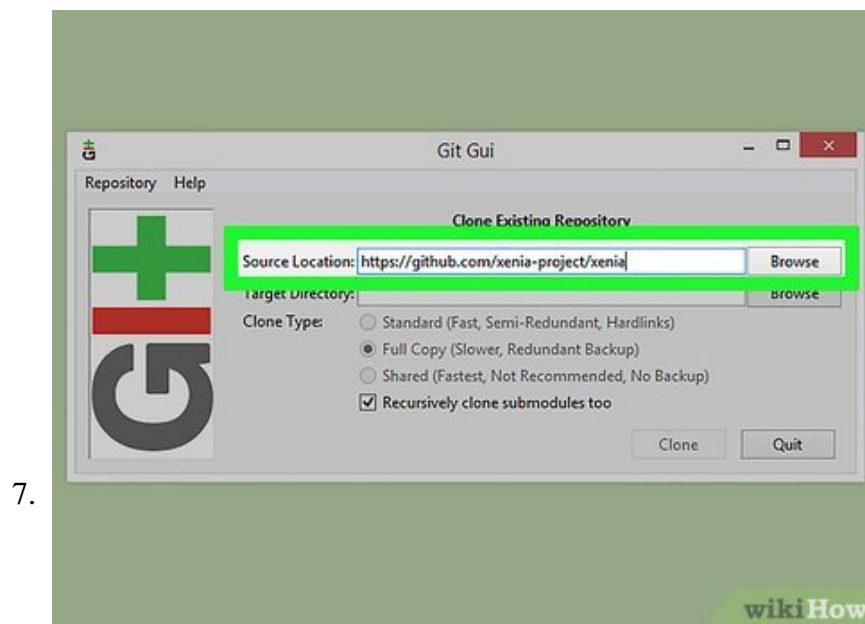 Git Gui
Repository Help
Clone Existing Repository
Source Location: https://github.com/xenia-project/xenia Browse
Target Directory: Browse
Clone Type: Standard (Fast, Semi-Redundant, Hardlinks)
Full Copy (Slower, Redundant Backup)
Shared (Fastest, Not Recommended, No Backup)
Recursively clone submodules too
Clone Quit
GIT
7.
wikiHow